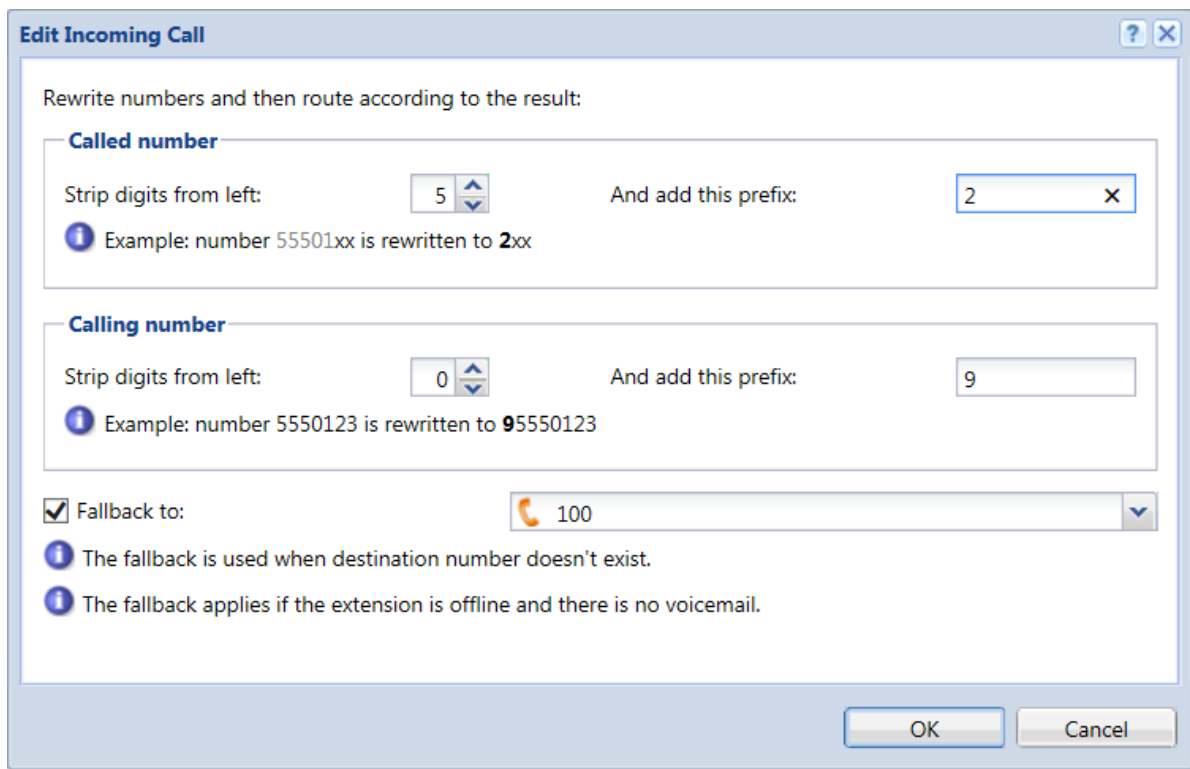 Edit Incoming Call
Rewrite numbers and then route according to the result:
Called number
Strip digits from left: 5 And add this prefix: 2
Example: number 55501xx is rewritten to 2xx
Calling number
Strip digits from left: 0 And add this prefix: 9
Example: number 5550123 is rewritten to 95550123
Fallback to: 100
The fallback is used when destination number doesn't exist.
The fallback applies if the extension is offline and there is no voicemail.
OK Cancel